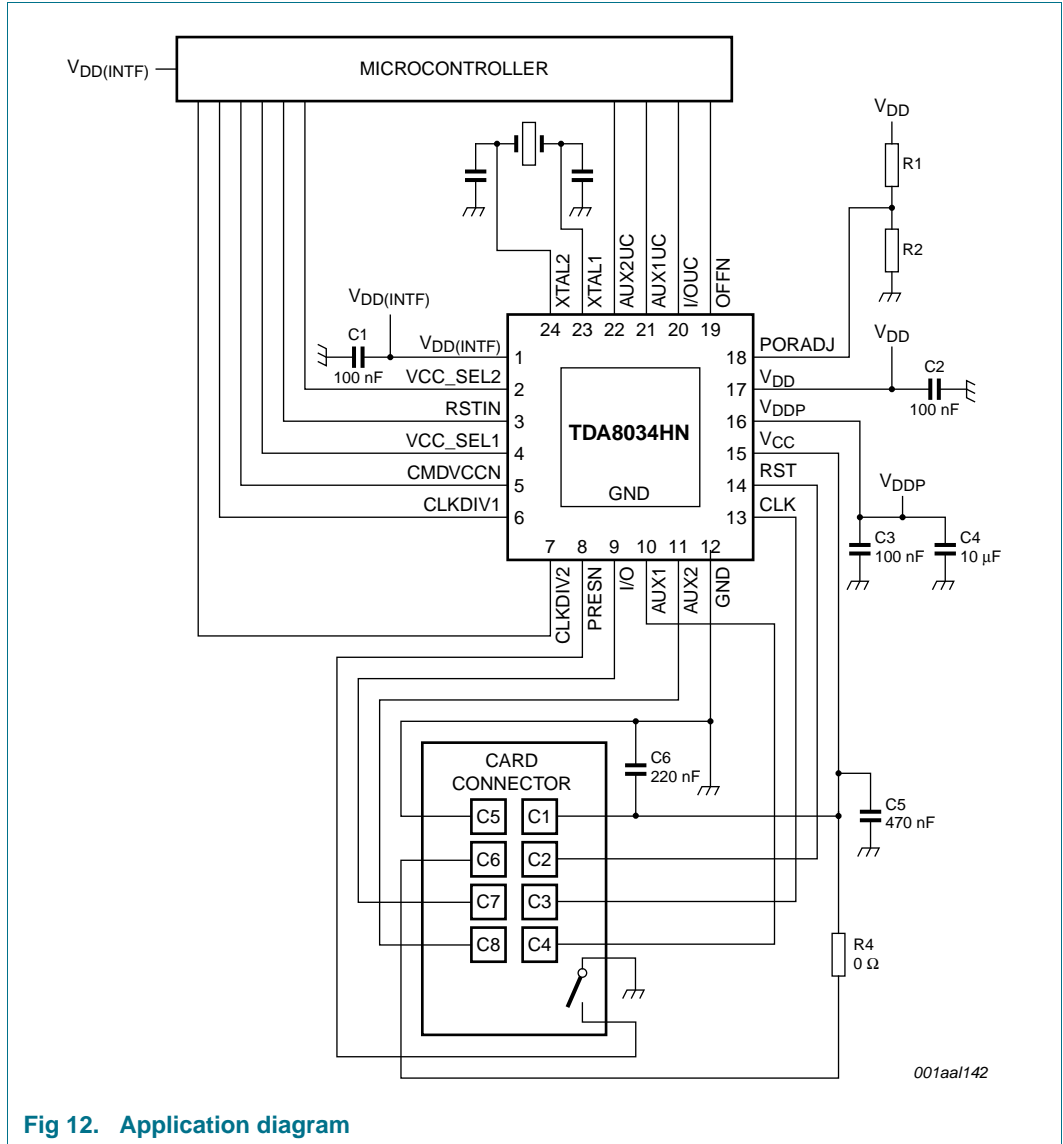 MICROCONTROLLER
VDD(INTF)
VDD
R1
R2
XTAL2
XTAL1
AUX2UC
AUX1UC
I/OUC
OFFN
24 23 22 21 20 19
VDD(INTF)
C1
100 nF
VDD(INTF)
VCC_SEL2
RSTIN
VCC_SEL1
CMDVCCN
CLKDIV1
1
2
3
4
5
6
TDA8034HN
GND
18
17
16
15
14
13
PORADJ
VDD
VDDP
VCC
RST
CLK
VDD
C2
100 nF
VDDP
C3
100 nF
C4
10 μF
7 8 9 10 11 12
CLKDIV2
PRESN
I/O
AUX1
AUX2
GND
CARD
CONNECTOR
C6
220 nF
C5
470 nF
C5 C1
C6 C2
C7 C3
C8 C4
R4
0 Ω
001aal142
Fig 12. Application diagram